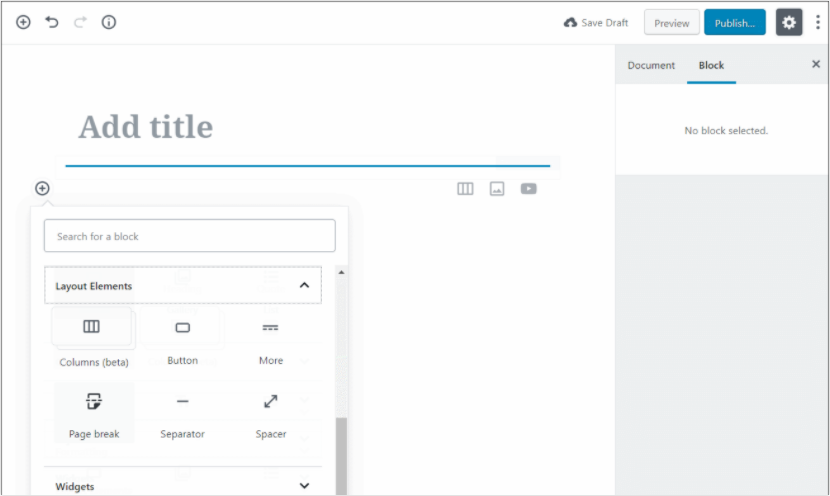 Save Draft Preview Publish...
Document Block
No block selected.
Add title
Search for a block
Layout Elements
Columns (beta) Button More
Page break Separator Spacer
Widgets